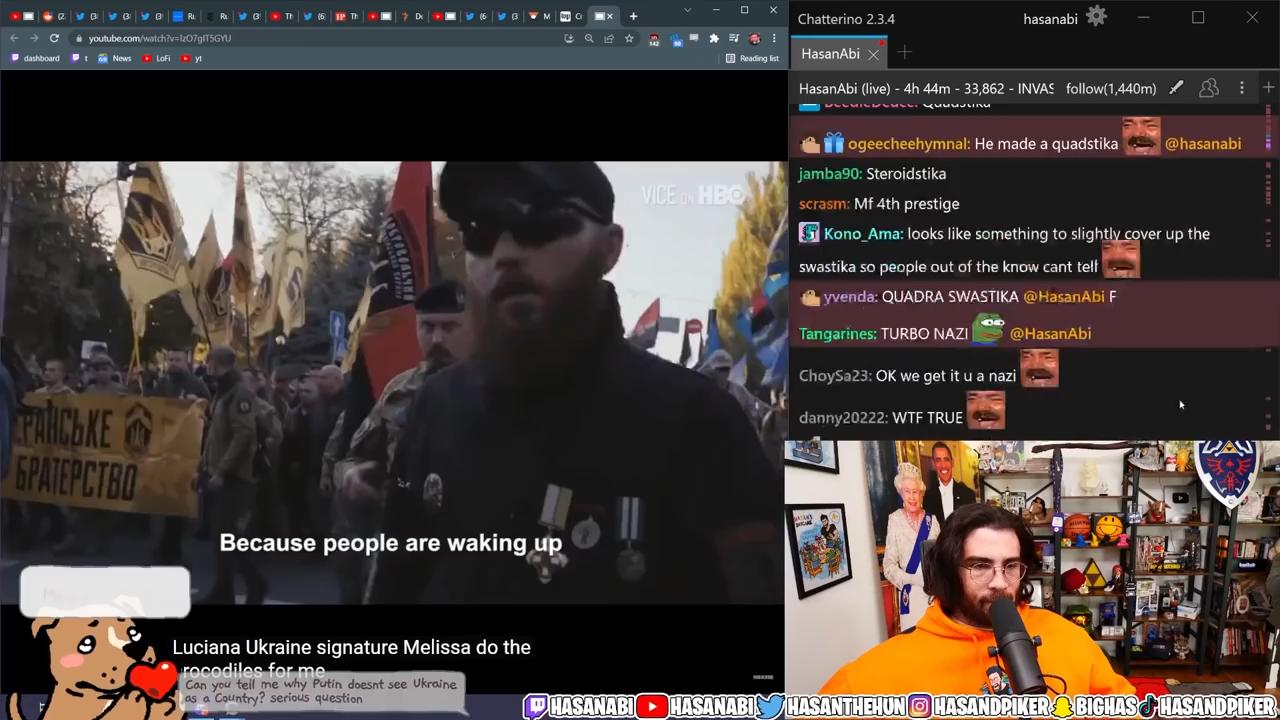 youtube.com/watch?v=IzO7gIT5GYU
dashboard
News
LoFi
yt
Reading list
VICE ON HBO
РАНСЬКЕ
БРАТЕРСТВО
Because people are waking up
Luciana Ukraine signature Melissa do the
rocodiles for me
Can you tell me why Putin doesnt see Ukraine
as a Country? serious question
Chatterino 2.3.4
hasanabi
HasanAbi
HasanAbi (live) - 4h 44m - 33,862 - INVAS
follow(1,440m)
BeedleDeuce: Quadstika
ogeecheehymnal: He made a quadstika @hasanabi
jamba90: Steroidstika
scrasm: Mf 4th prestige
Kono_Ama: looks like something to slightly cover up the
swastika so people out of the know cant tell
yvenda: QUADRA SWASTIKA @HasanAbi F
Tangarines: TURBO NAZI @HasanAbi
ChoySa23: OK we get it u a nazi
danny20222: WTF TRUE
HASANABI HASANABI HASANTHEHUN HASANDPIKER BIGHAS HASANDPIKER